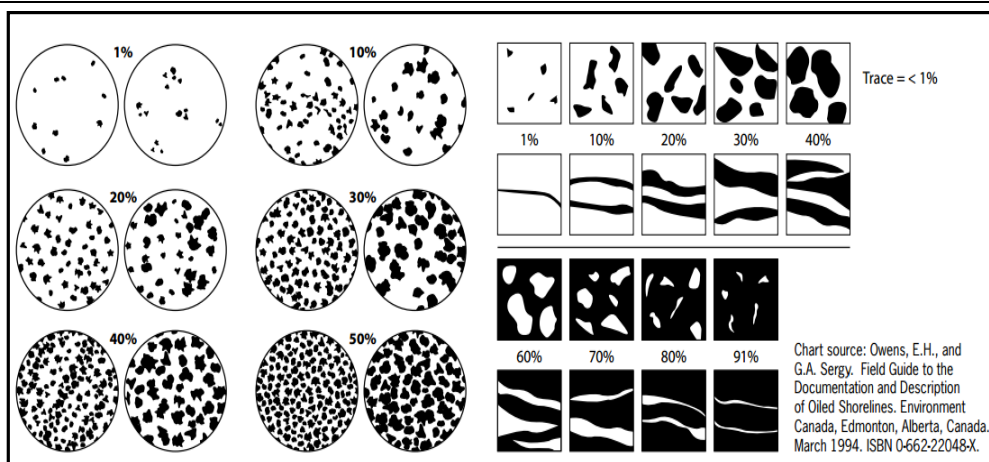 1%
10%
Trace = < 1%
1%
10%
20%
30%
40%
20%
30%
40%
50%
60%
70%
80%
91%
Chart source: Owens, E.H., and
G.A. Sergy. Field Guide to the
Documentation and Description
of Oiled Shorelines. Environment
Canada, Edmonton, Alberta, Canada.
March 1994. ISBN 0-662-22048-X.